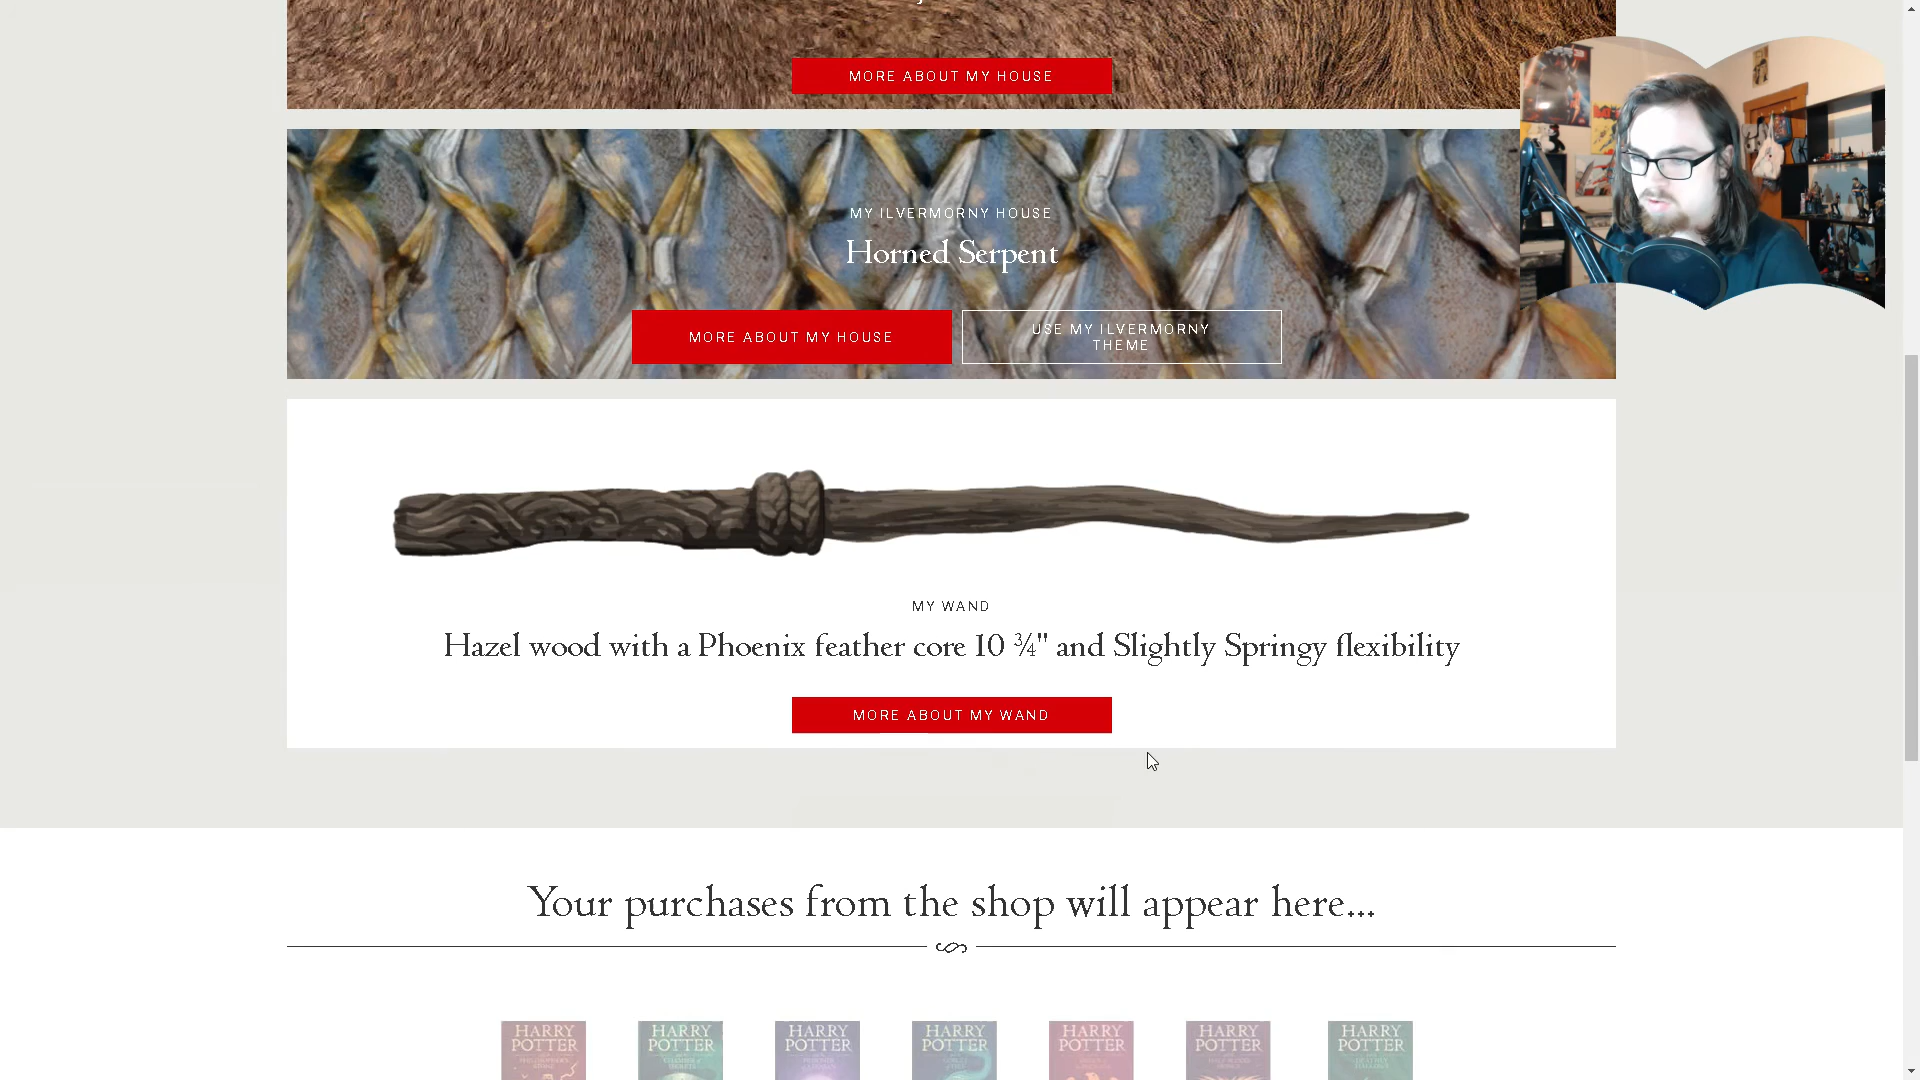 MORE ABOUT MY HOUSE
MY ILVERMORNY HOUSE
Horned Serpent
MORE ABOUT MY HOUSE
USE MY ILVERMORNY
THEME
MY WAND
Hazel wood with a Phoenix feather core 10 ¾" and Slightly Springy flexibility
MORE ABOUT MY WAND
Your purchases from the shop will appear here...
HARRY POTTER
HARRY POTTER
HARRY POTTER
HARRY POTTER
HARRY POTTER
HARRY POTTER
HARRY POTTER